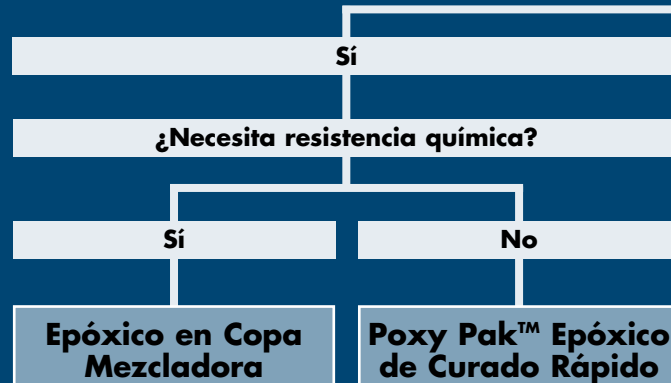 Sí
¿Necesita resistencia química?
Sí
No
Epóxico en Copa
Mezcladora
Poxy Pak™ Epóxico
de Curado Rápido